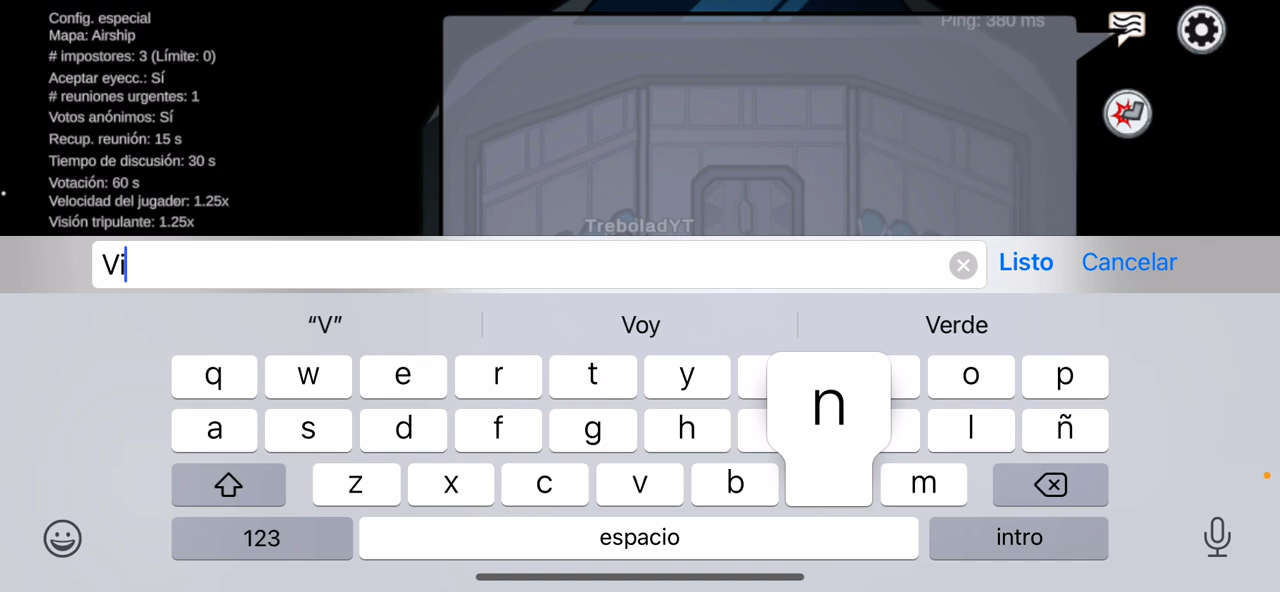 Config. especial
Mapa: Airship
# impostores: 3 (Límite: 0)
Aceptar eyecc.: Sí
# reuniones urgentes: 1
Votos anónimos: Sí
Recup. reunión: 15 s
Tiempo de discusión: 30 s
Votación: 60 s
Velocidad del jugador: 1.25x
Visión tripulante: 1.25x
Ping: 380 ms
TreboladYT
Vi
Listo
Cancelar
“V”
Voy
Verde
q w e r t y o p
a s d f g h l ñ
n
z x c v b m
123
espacio
intro